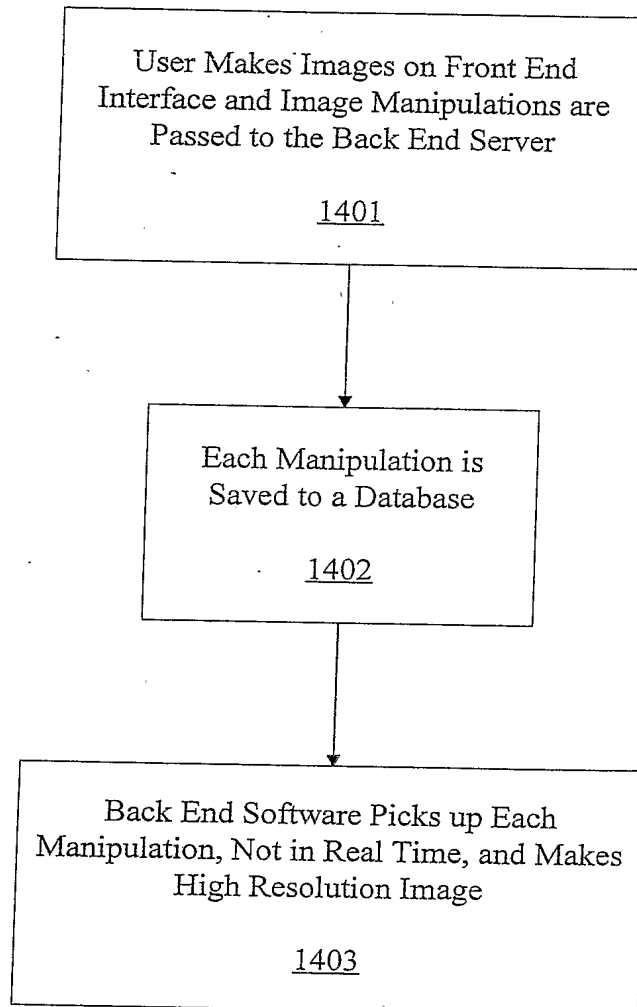 User Makes Images on Front End
Interface and Image Manipulations are
Passed to the Back End Server
1401
Each Manipulation is
Saved to a Database
1402
Back End Software Picks up Each
Manipulation, Not in Real Time, and Makes
High Resolution Image
1403